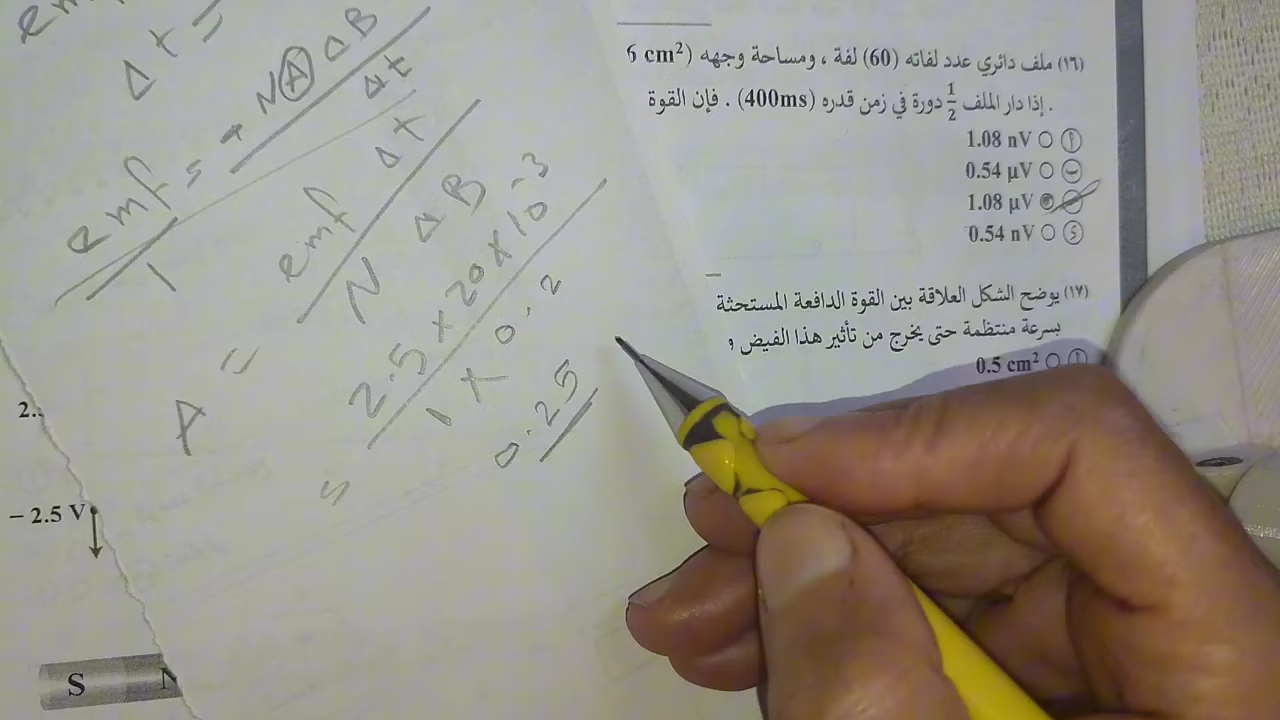 (١٦) ملف دائري عدد لفاته (60) لفة ، ومساحة وجهه (6 cm²
. إذا دار الملف ½ دورة في زمن قدره (400ms) . فإن القوة
أ 1.08 nV
ب 0.54 μV
1.08 μV
د 0.54 nV
(١٧) يوضح الشكل العلاقة بين القوة الدافعة المستحثة
بسرعة منتظمة حتى يخرج من تأثير هذا الفيض و
أ 0.5 cm²
Δt =
emf/1 = + N A ΔB / Δt
A = emf Δt / N ΔB
= 2.5 × 20 × 10⁻³ / 1 × 0.2
0.25
− 2.5 V
S N